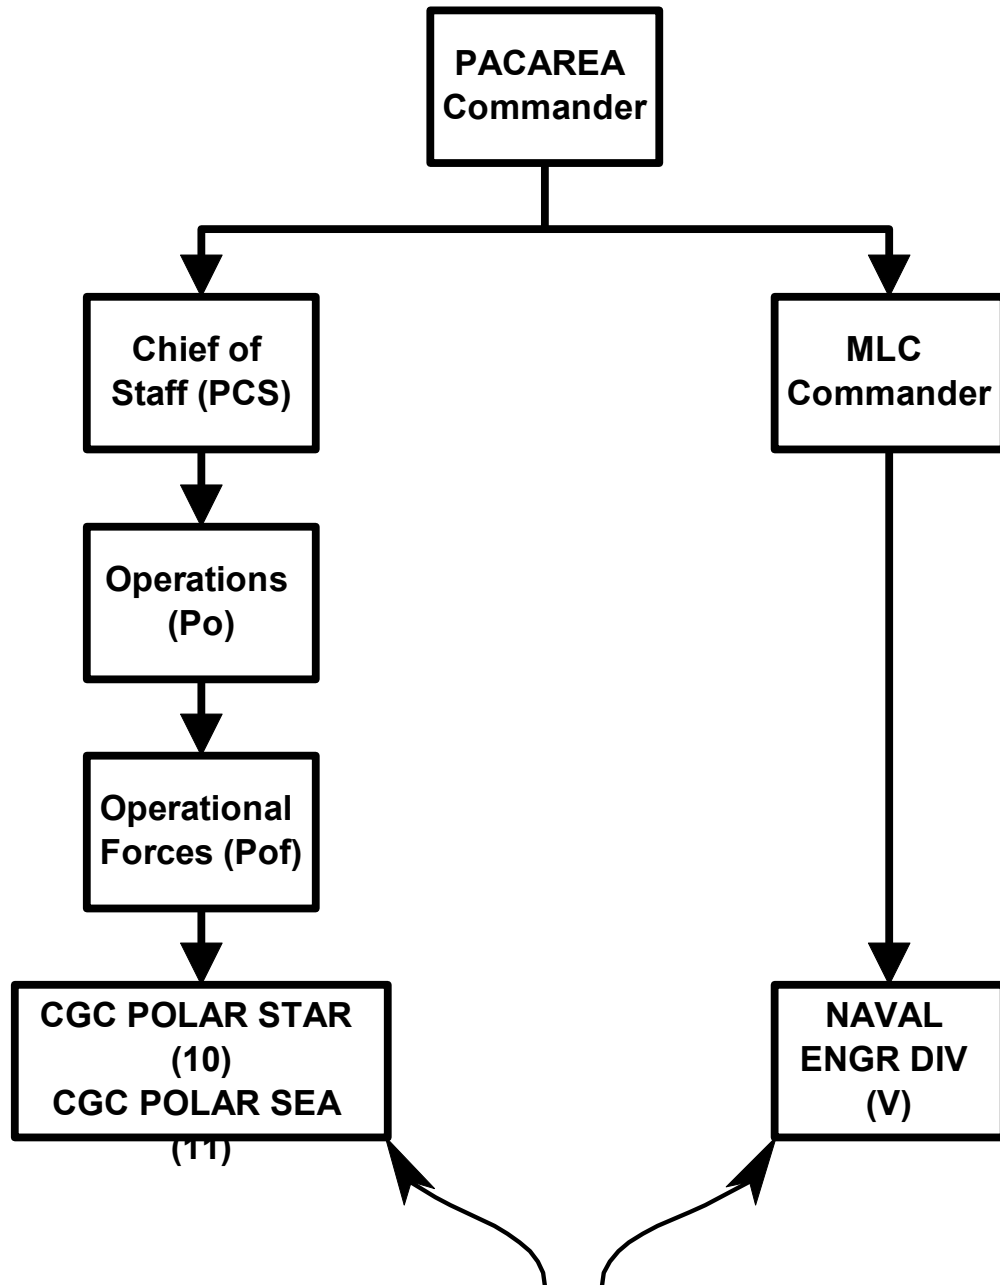 PACAREA
Commander
Chief of
Staff (PCS)
MLC
Commander
Operations
(Po)
Operational
Forces (Pof)
CGC POLAR STAR
(10)
CGC POLAR SEA
(11)
NAVAL
ENGR DIV
(V)